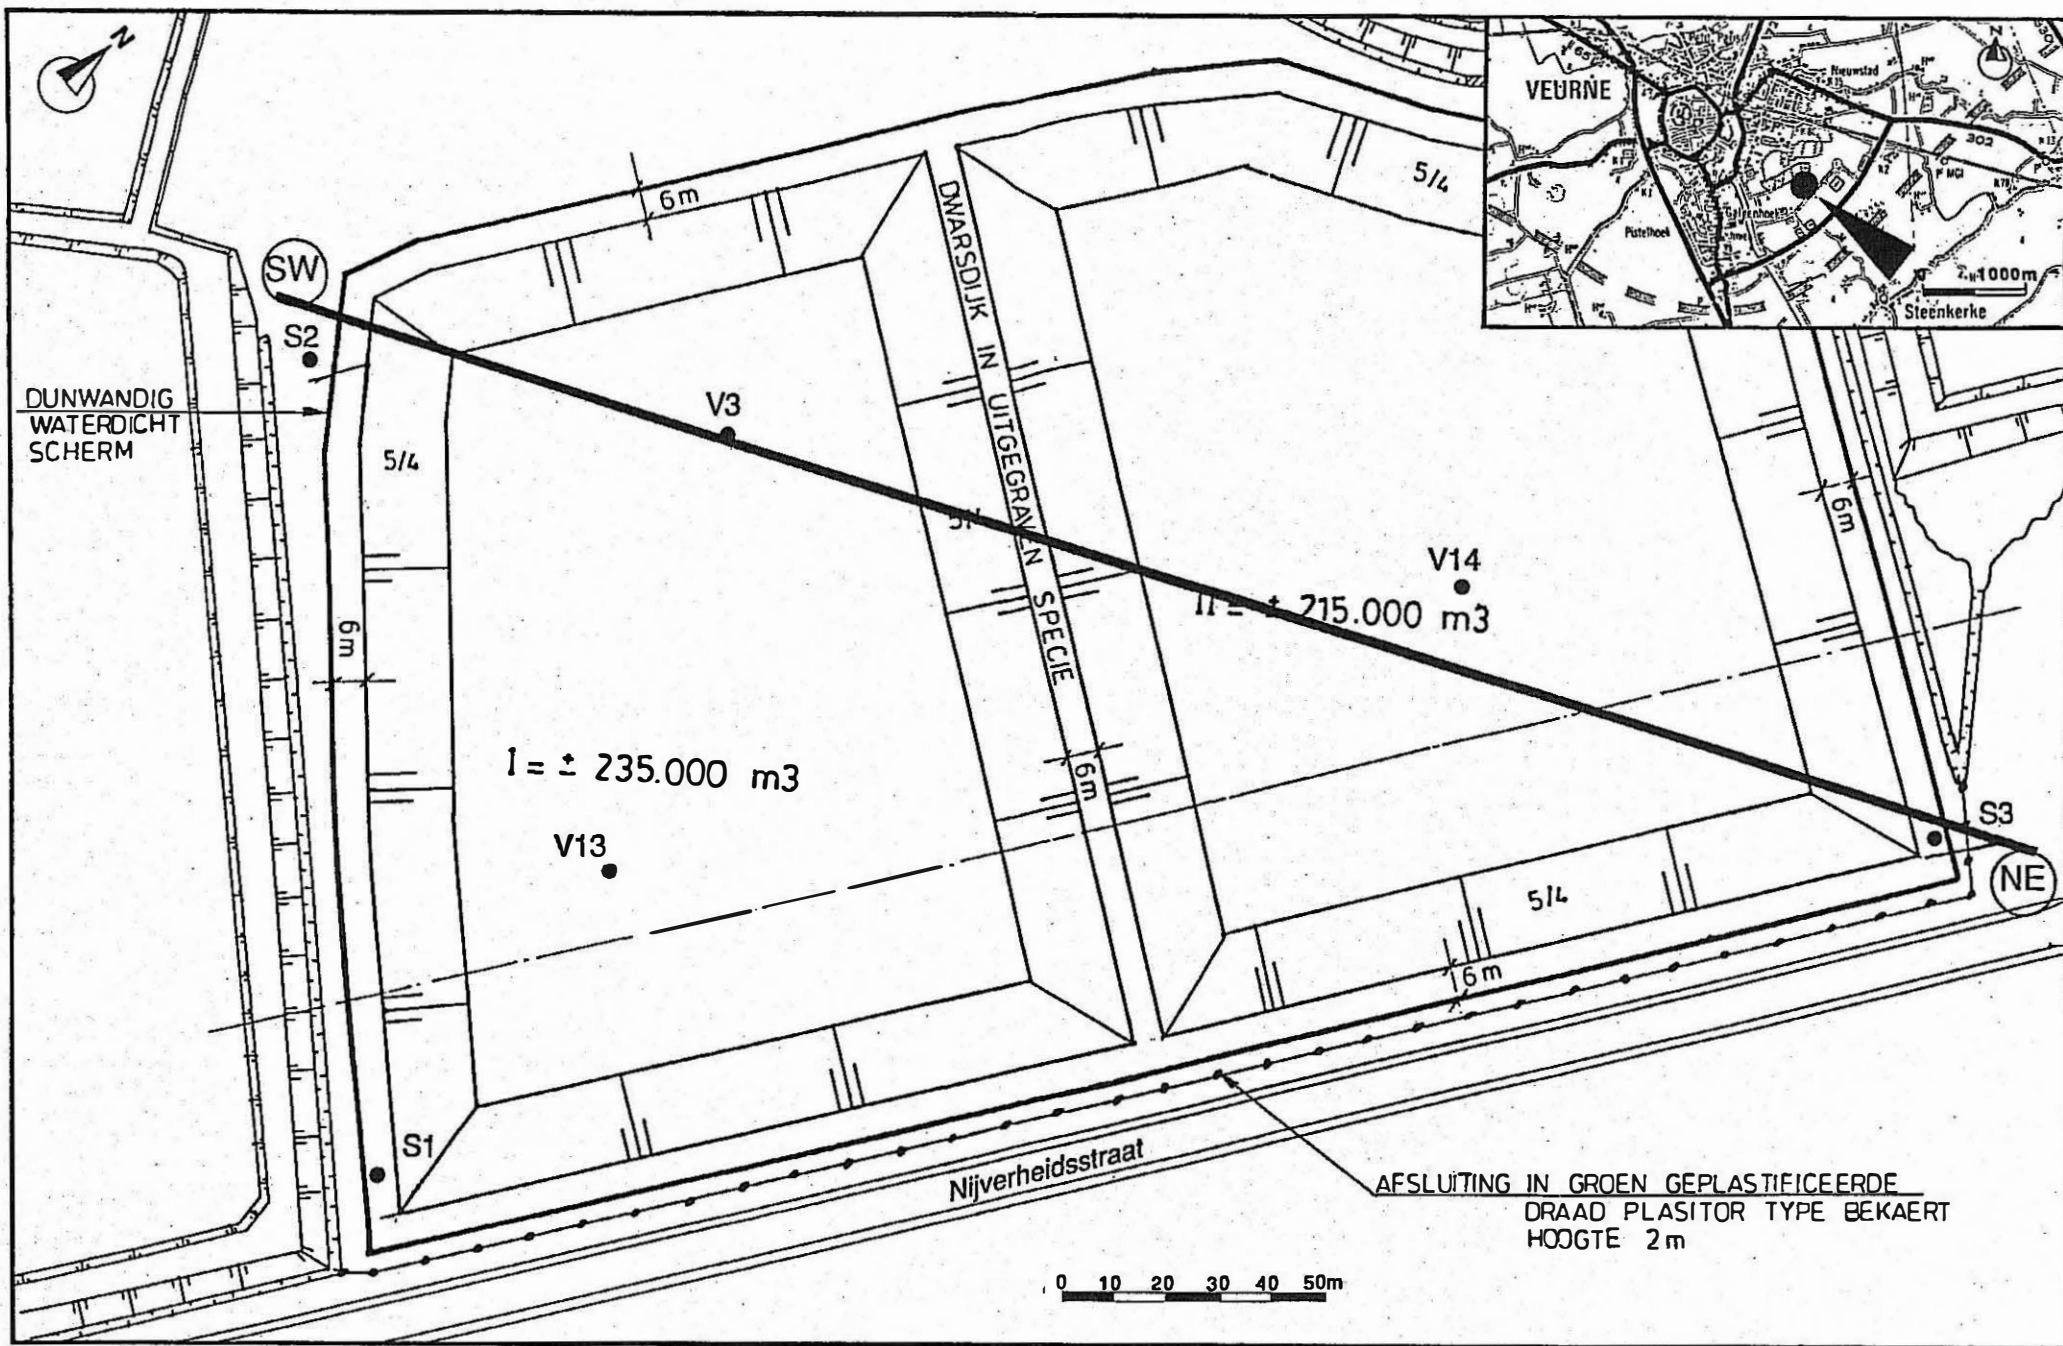 N
VEURNE
Nieuwstad
N
302
Pistelhoek
1000m
Steenkerke
6m
5/4
SW
S2
DUNWANDIG
WATERDICHT
SCHERM
V3
5/4
DWARSDIJK IN UITGEGRAVEN SPECIE
6m
V14
II = ± 215.000 m3
6m
I = ± 235.000 m3
6m
V13
S3
NE
5/4
6m
S1
Nijverheidsstraat
AFSLUITING IN GROEN GEPLASTIFICEERDE
DRAAD PLASITOR TYPE BEKAERT
HOOGTE 2m
0 10 20 30 40 50m